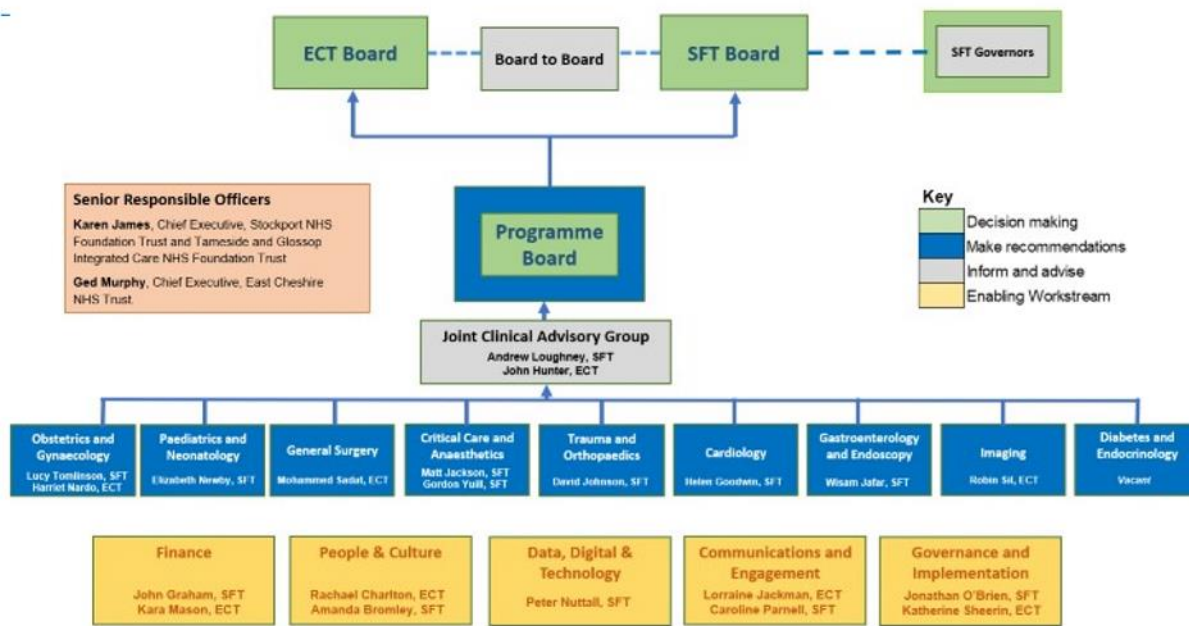 ECT Board
Board to Board
SFT Board
SFT Governors
Senior Responsible Officers
Karen James, Chief Executive, Stockport NHS
Foundation Trust and Tameside and Glossop
Integrated Care NHS Foundation Trust
Ged Murphy, Chief Executive, East Cheshire
NHS Trust.
Programme
Board
Key
Decision making
Make recommendations
Inform and advise
Enabling Workstream
Joint Clinical Advisory Group
Andrew Loughney, SFT
John Hunter, ECT
Obstetrics and
Gynaecology
Lucy Tomlinson, SFT
Harriet Nardo, ECT
Paediatrics and
Neonatology
Elizabeth Newby, SFT
General Surgery
Mohammed Sadat, ECT
Critical Care and
Anaesthetics
Matt Jackson, SFT
Gordon Yuill, SFT
Trauma and
Orthopaedics
David Johnson, SFT
Cardiology
Helen Goodwin, SFT
Gastroenterology
and Endoscopy
Wisam Jafar, SFT
Imaging
Robin Sil, ECT
Diabetes and
Endocrinology
Vacant
Finance
John Graham, SFT
Kara Mason, ECT
People & Culture
Rachael Charlton, ECT
Amanda Bromley, SFT
Data, Digital &
Technology
Peter Nuttall, SFT
Communications and
Engagement
Lorraine Jackman, ECT
Caroline Parnell, SFT
Governance and
Implementation
Jonathan O'Brien, SFT
Katherine Sheerin, ECT